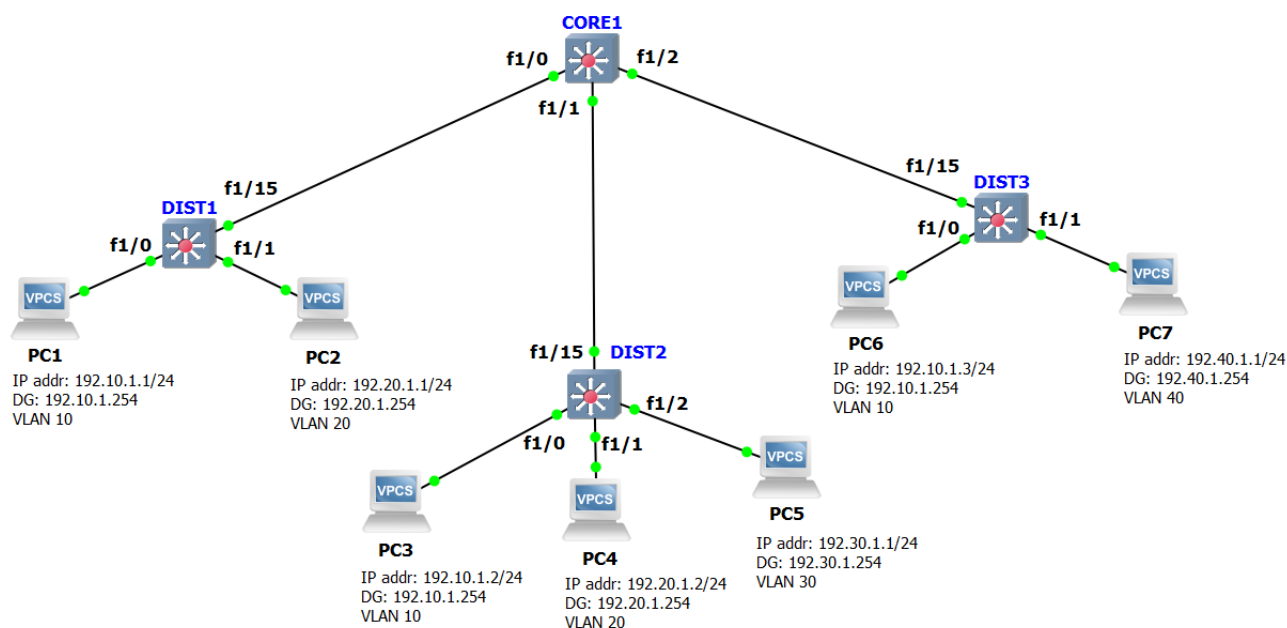 CORE1
f1/0
f1/2
f1/1
f1/15
DIST1
f1/0
f1/1
VPCS
PC1
IP addr: 192.10.1.1/24
DG: 192.10.1.254
VLAN 10
VPCS
PC2
IP addr: 192.20.1.1/24
DG: 192.20.1.254
VLAN 20
f1/15
DIST3
f1/0
f1/1
VPCS
PC6
IP addr: 192.10.1.3/24
DG: 192.10.1.254
VLAN 10
VPCS
PC7
IP addr: 192.40.1.1/24
DG: 192.40.1.254
VLAN 40
f1/15
DIST2
f1/0
f1/1
f1/2
VPCS
PC3
IP addr: 192.10.1.2/24
DG: 192.10.1.254
VLAN 10
VPCS
PC4
IP addr: 192.20.1.2/24
DG: 192.20.1.254
VLAN 20
VPCS
PC5
IP addr: 192.30.1.1/24
DG: 192.30.1.254
VLAN 30